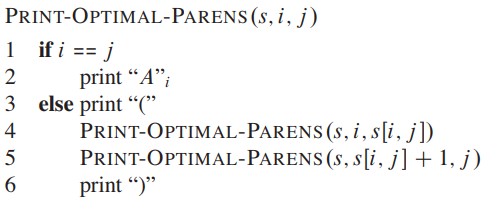 PRINT-OPTIMAL-PARENS(s, i, j)
1 if i == j
2 print “A”ᵢ
3 else print “(”
4 PRINT-OPTIMAL-PARENS(s, i, s[i, j])
5 PRINT-OPTIMAL-PARENS(s, s[i, j] + 1, j)
6 print “)”